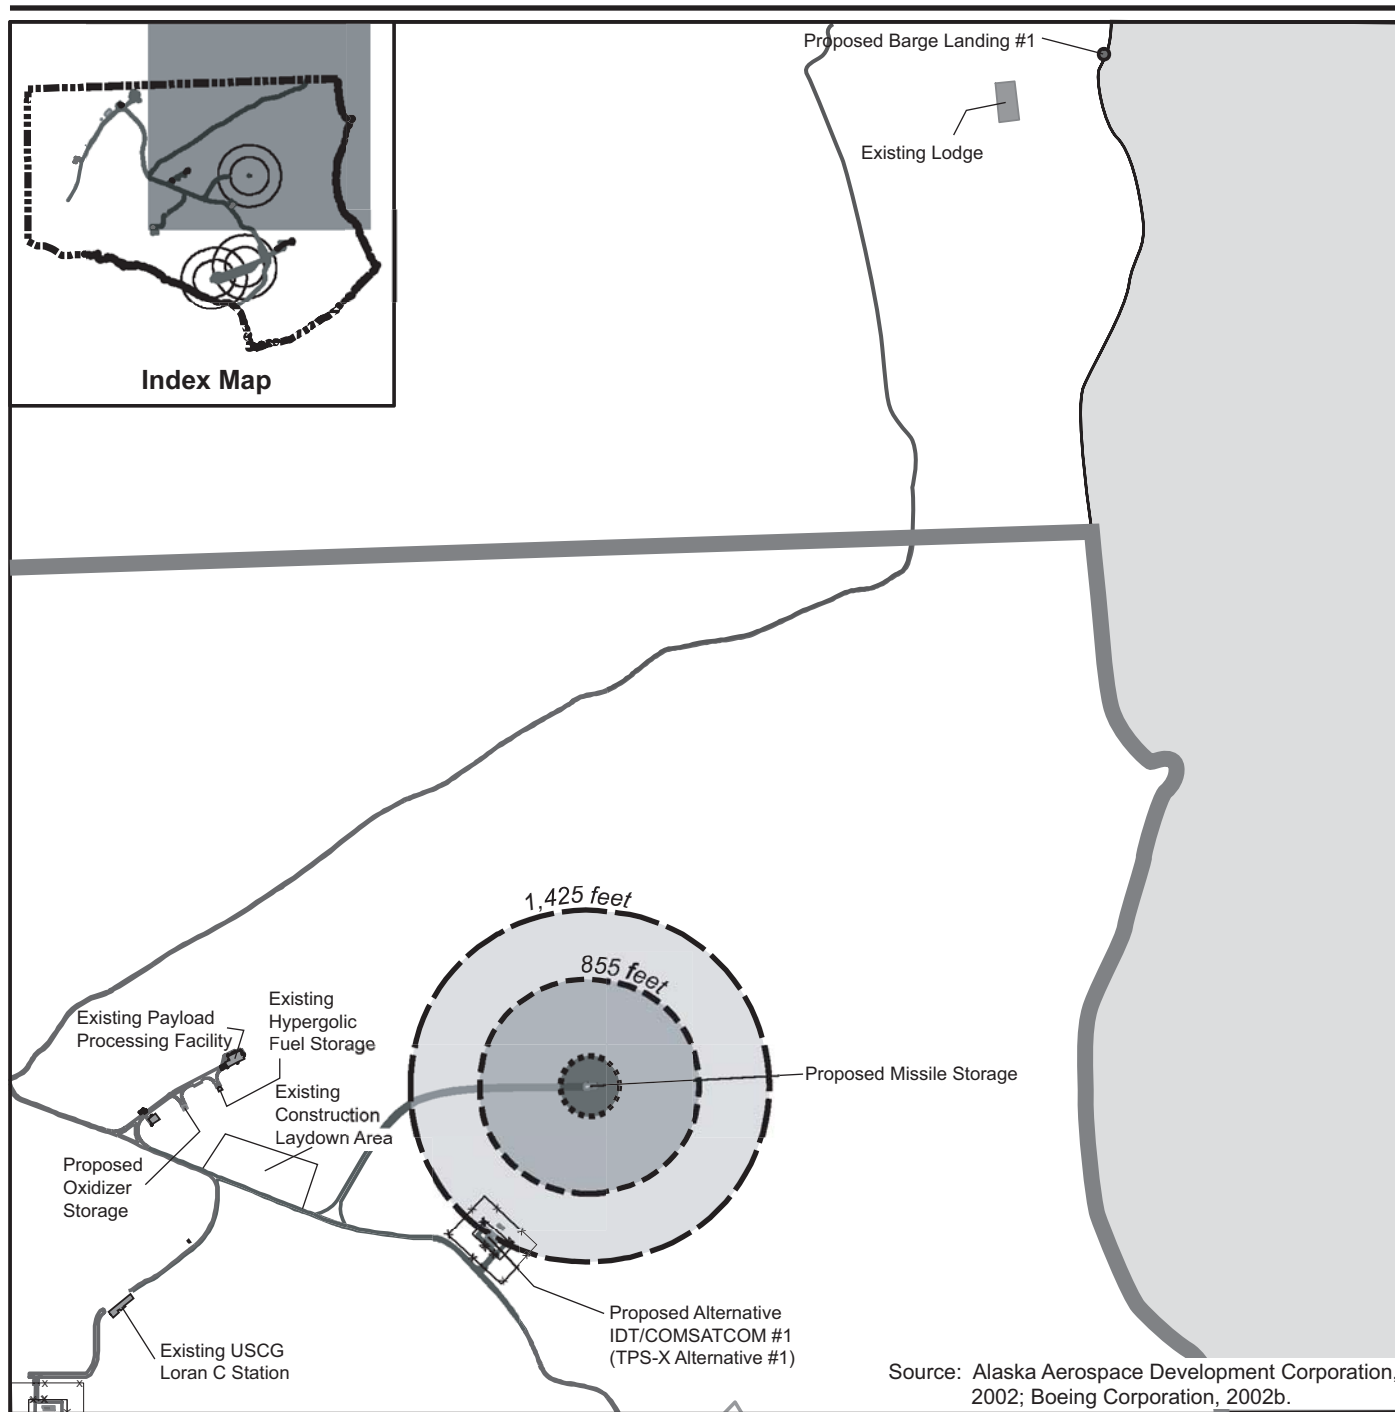 Proposed Barge Landing #1
Existing Lodge
Index Map
1,425 feet
855 feet
Existing Payload
Processing Facility
Existing
Hypergolic
Fuel Storage
Existing
Construction
Laydown Area
Proposed Missile Storage
Proposed
Oxidizer
Storage
Existing USCG
Loran C Station
Proposed Alternative
IDT/COMSATCOM #1
(TPS-X Alternative #1)
Source: Alaska Aerospace Development Corporation,
2002; Boeing Corporation, 2002b.